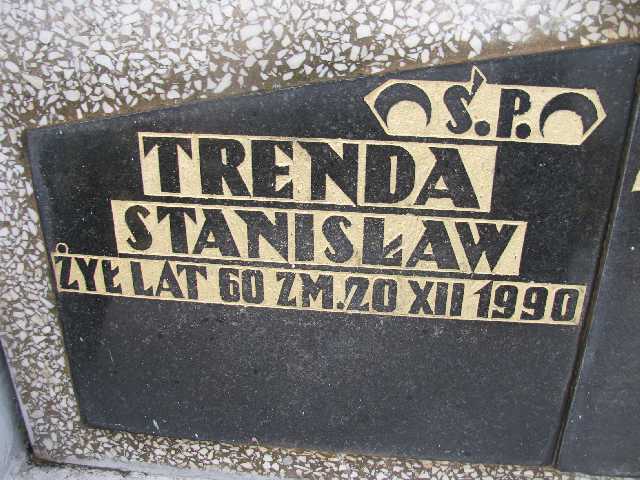 Ś.P.
TRENDA
STANISŁAW
ŻYŁ LAT 60 ZM.20 XII 1990